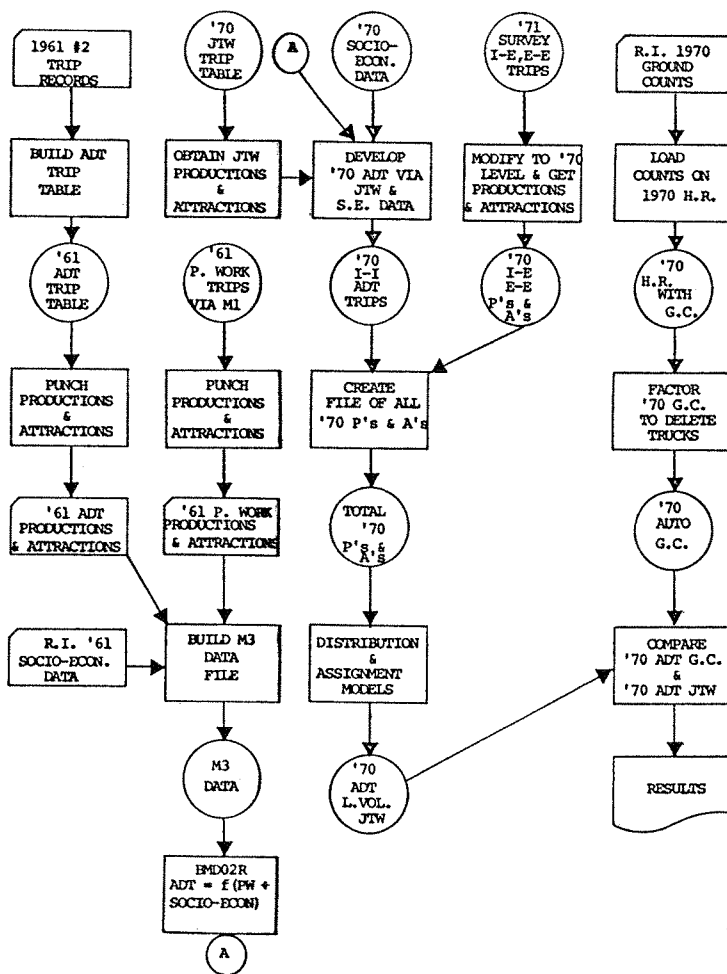 1961 #2
TRIP
RECORDS
BUILD ADT
TRIP
TABLE
'61
ADT
TRIP
TABLE
PUNCH
PRODUCTIONS
&
ATTRACTIONS
'61 ADT
PRODUCTIONS
& ATTRACTIONS
R.I. '61
SOCIO-ECON.
DATA
'70
JTW
TRIP
TABLE
OBTAIN JTW
PRODUCTIONS
&
ATTRACTIONS
'61
P. WORK
TRIPS
VIA M1
PUNCH
PRODUCTIONS
&
ATTRACTIONS
'61 P. WORK
PRODUCTIONS
& ATTRACTIONS
BUILD M3
DATA
FILE
M3
DATA
BMD02R
ADT = f(PW +
SOCIO-ECON)
A
A
'70
SOCIO-
ECON.
DATA
DEVELOP
'70 ADT VIA
JTW &
S.E. DATA
'70
I-I
ADT
TRIPS
CREATE
FILE OF ALL
'70 P's & A's
TOTAL
'70
P's &
A's
DISTRIBUTION
&
ASSIGNMENT
MODELS
'70
ADT
L.VOL.
JTW
'71
SURVEY
I-E,E-E
TRIPS
MODIFY TO '70
LEVEL & GET
PRODUCTIONS
& ATTRACTIONS
'70
I-E
E-E
P's &
A's
R.I. 1970
GROUND
COUNTS
LOAD
COUNTS ON
1970 H.R.
'70
H.R.
WITH
G.C.
FACTOR
'70 G.C.
TO DELETE
TRUCKS
'70
AUTO
G.C.
COMPARE
'70 ADT G.C.
&
'70 ADT JTW
RESULTS